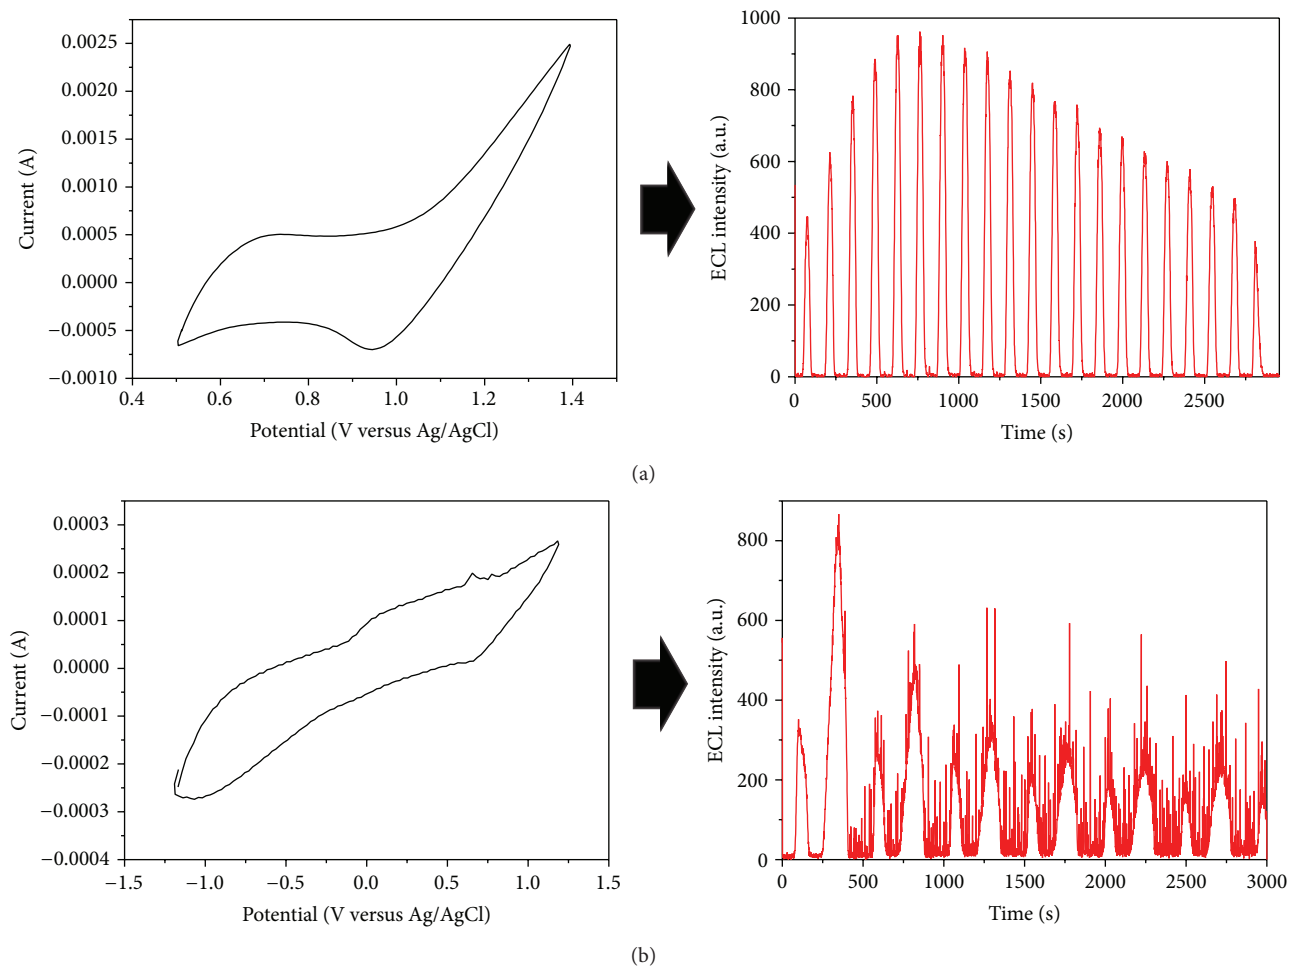 0.0025
0.0020
0.0015
0.0010
0.0005
0.0000
−0.0005
−0.0010
Current (A)
0.4 0.6 0.8 1.0 1.2 1.4
Potential (V versus Ag/AgCl)
1000
800
600
400
200
0
ECL intensity (a.u.)
0 500 1000 1500 2000 2500
Time (s)
(a)
0.0003
0.0002
0.0001
0.0000
−0.0001
−0.0002
−0.0003
−0.0004
Current (A)
−1.5 −1.0 −0.5 0.0 0.5 1.0 1.5
Potential (V versus Ag/AgCl)
800
600
400
200
0
ECL intensity (a.u.)
0 500 1000 1500 2000 2500 3000
Time (s)
(b)